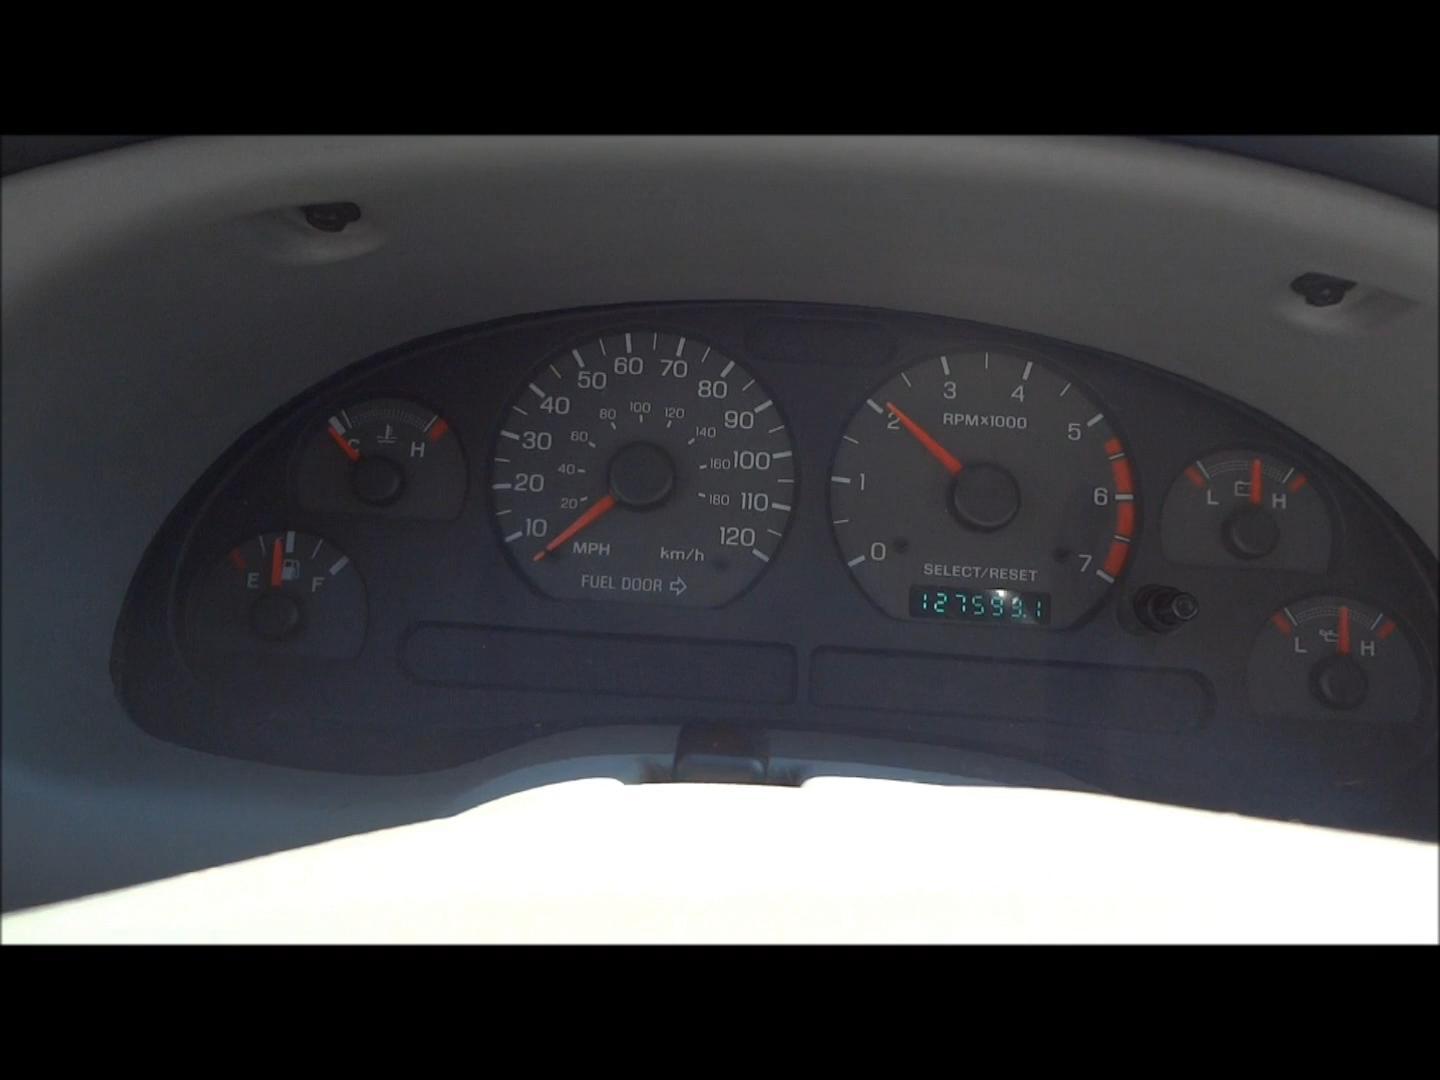 C H
E F
10 20 30 40 50 60 70 80 90 100 110 120
20 40 60 80 100 120 140 160 180
MPH km/h
FUEL DOOR
0 1 2 3 4 5 6 7
RPM×1000
SELECT/RESET
127593.1
L H
L H